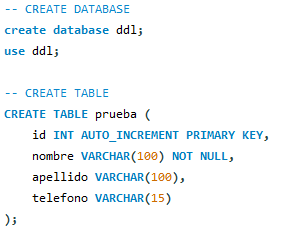 -- CREATE DATABASE
create database ddl;
use ddl;

-- CREATE TABLE
CREATE TABLE prueba (
    id INT AUTO_INCREMENT PRIMARY KEY,
    nombre VARCHAR(100) NOT NULL,
    apellido VARCHAR(100),
    telefono VARCHAR(15)
);